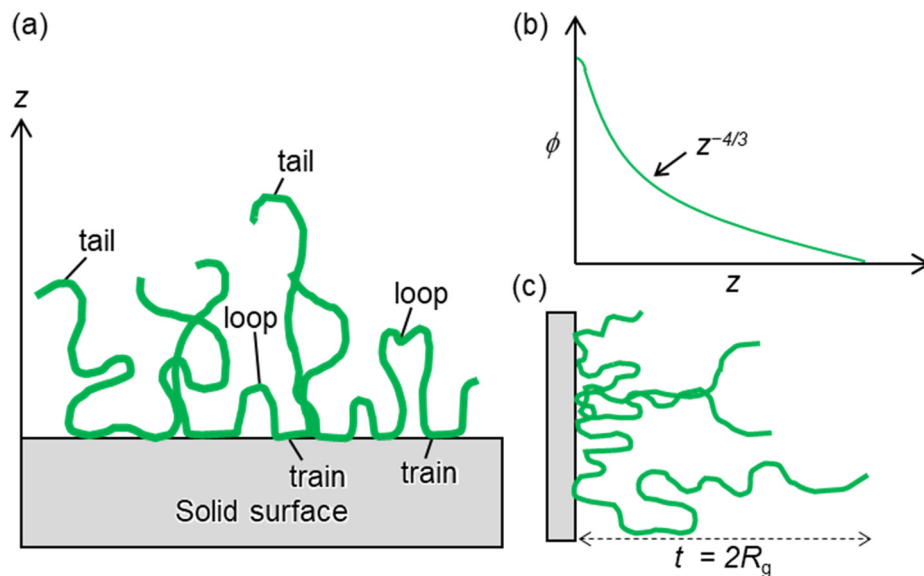 (a)
z
tail
tail
loop
loop
train
train
Solid surface
(b)
ϕ
z⁻⁴/³
z
(c)
t = 2Rg